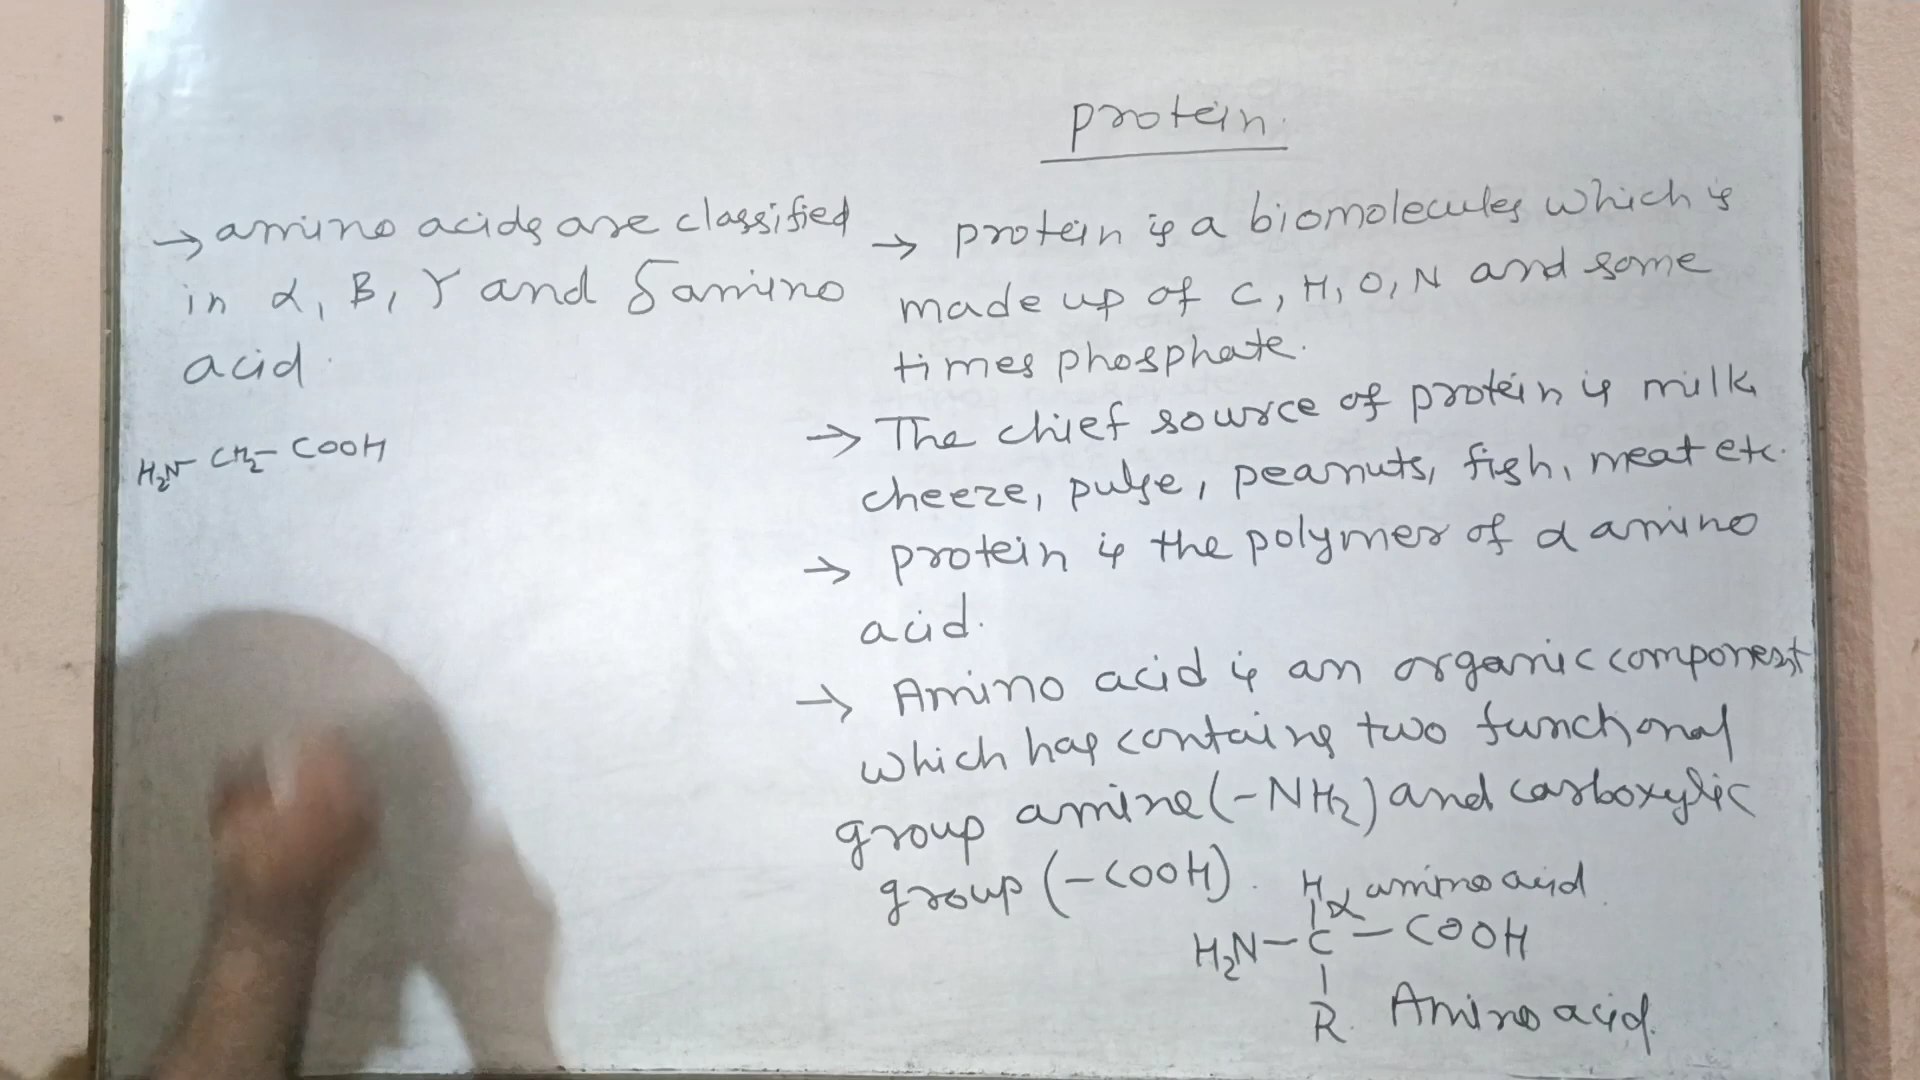 protein.
→ protein is a biomolecules which is
made up of C, H, O, N and some
times phosphate.
→ The chief source of protein is milk
cheeze, pulse, peanuts, fish, meat etc.
→ protein is the polymer of α amino
acid.
→ Amino acid is an organic component
which has contains two functional
group amine (-NH2) and carboxylic
group (-COOH).
H α amino acid
H2N-C-COOH
R. Amino acid.
→ amino acids are classified
in α, B, γ and δ amino
acid.
H2N-CH2-COOH